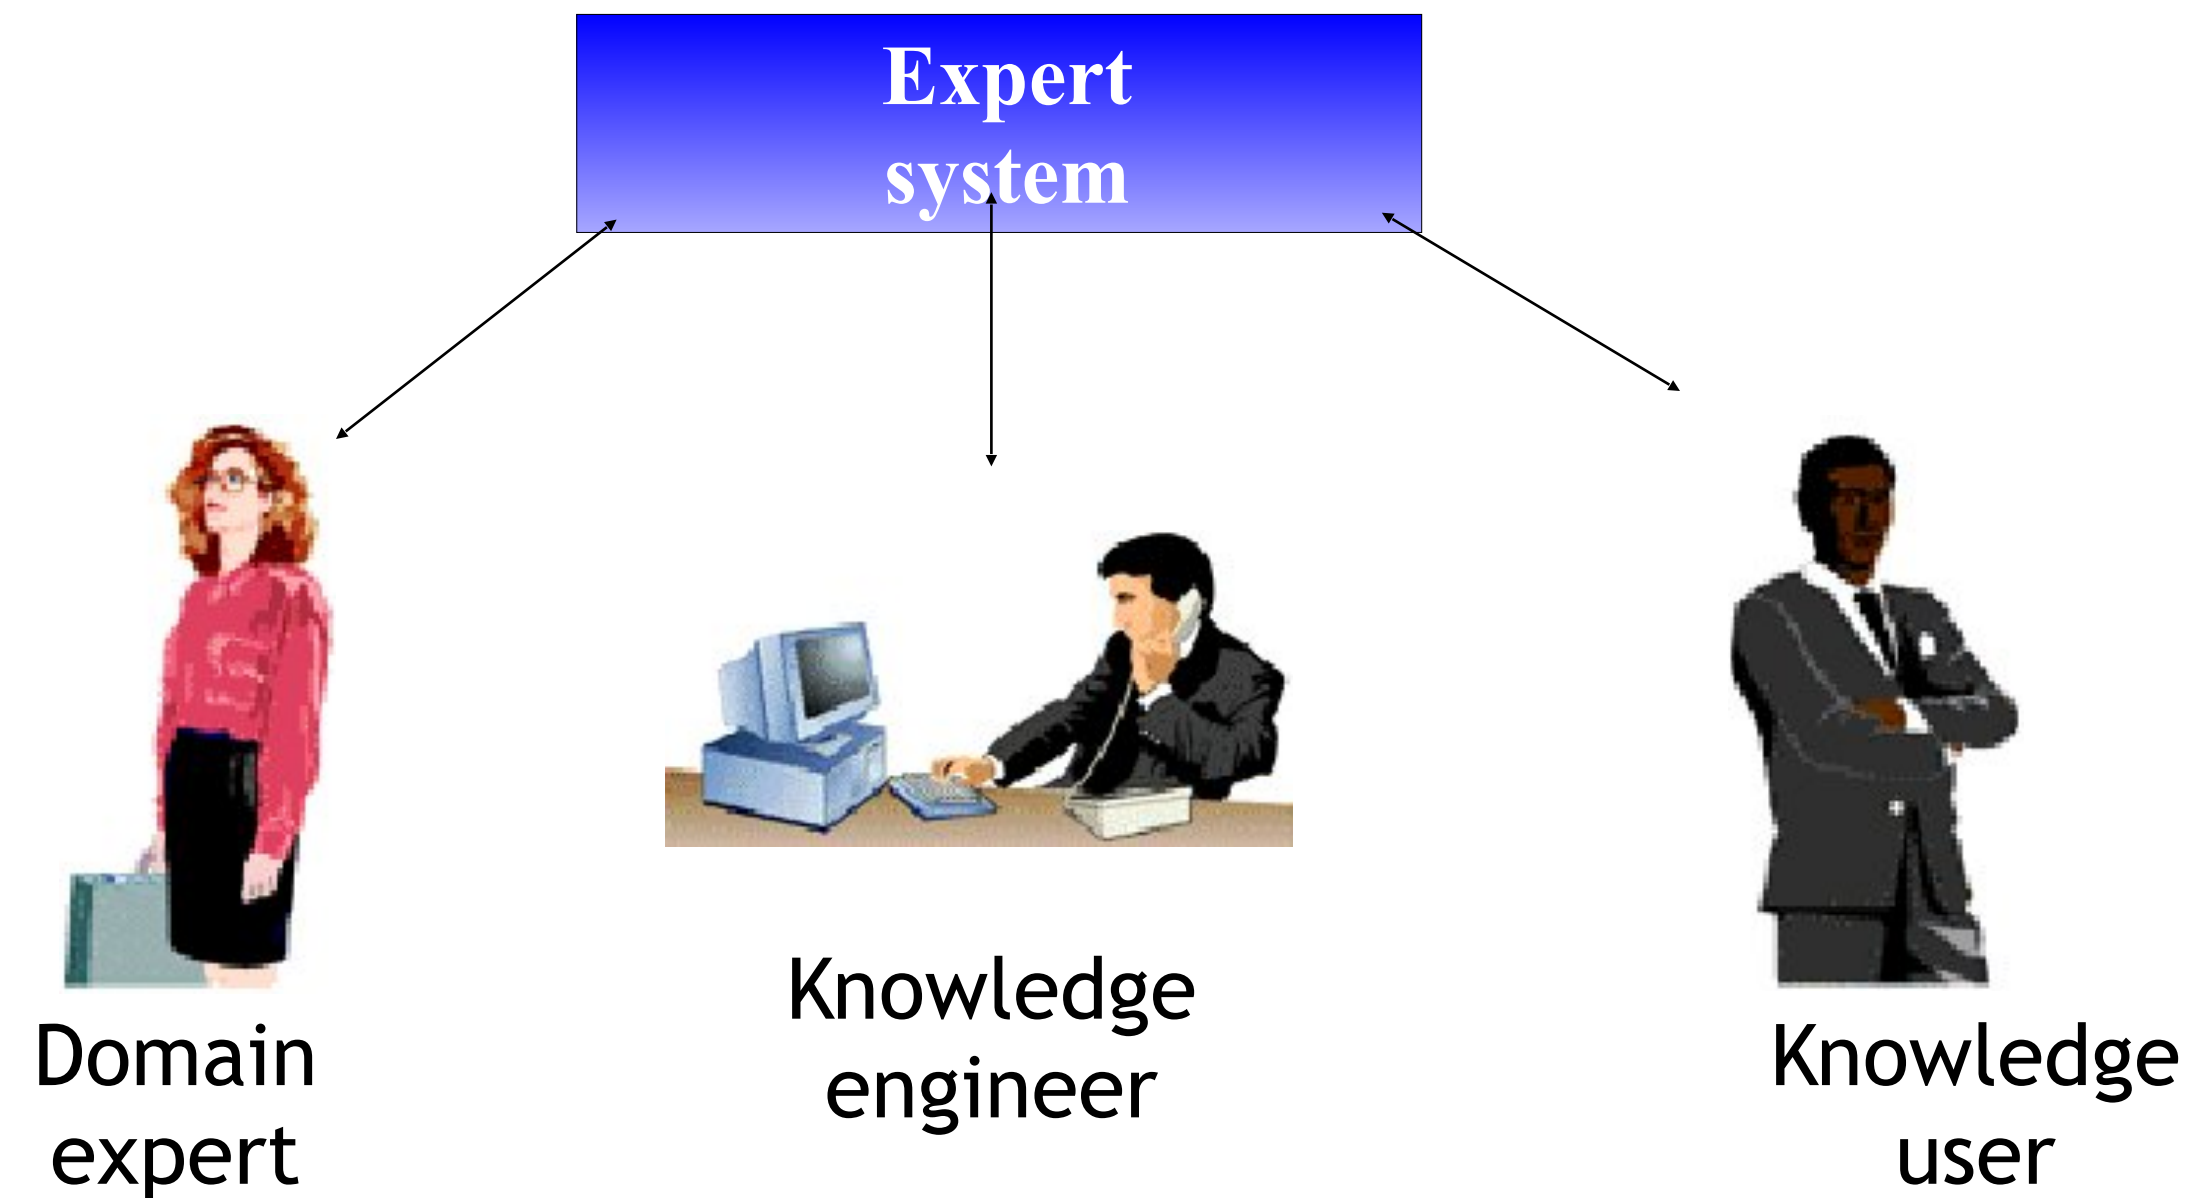 Expert
system
Domain
expert
Knowledge
engineer
Knowledge
user